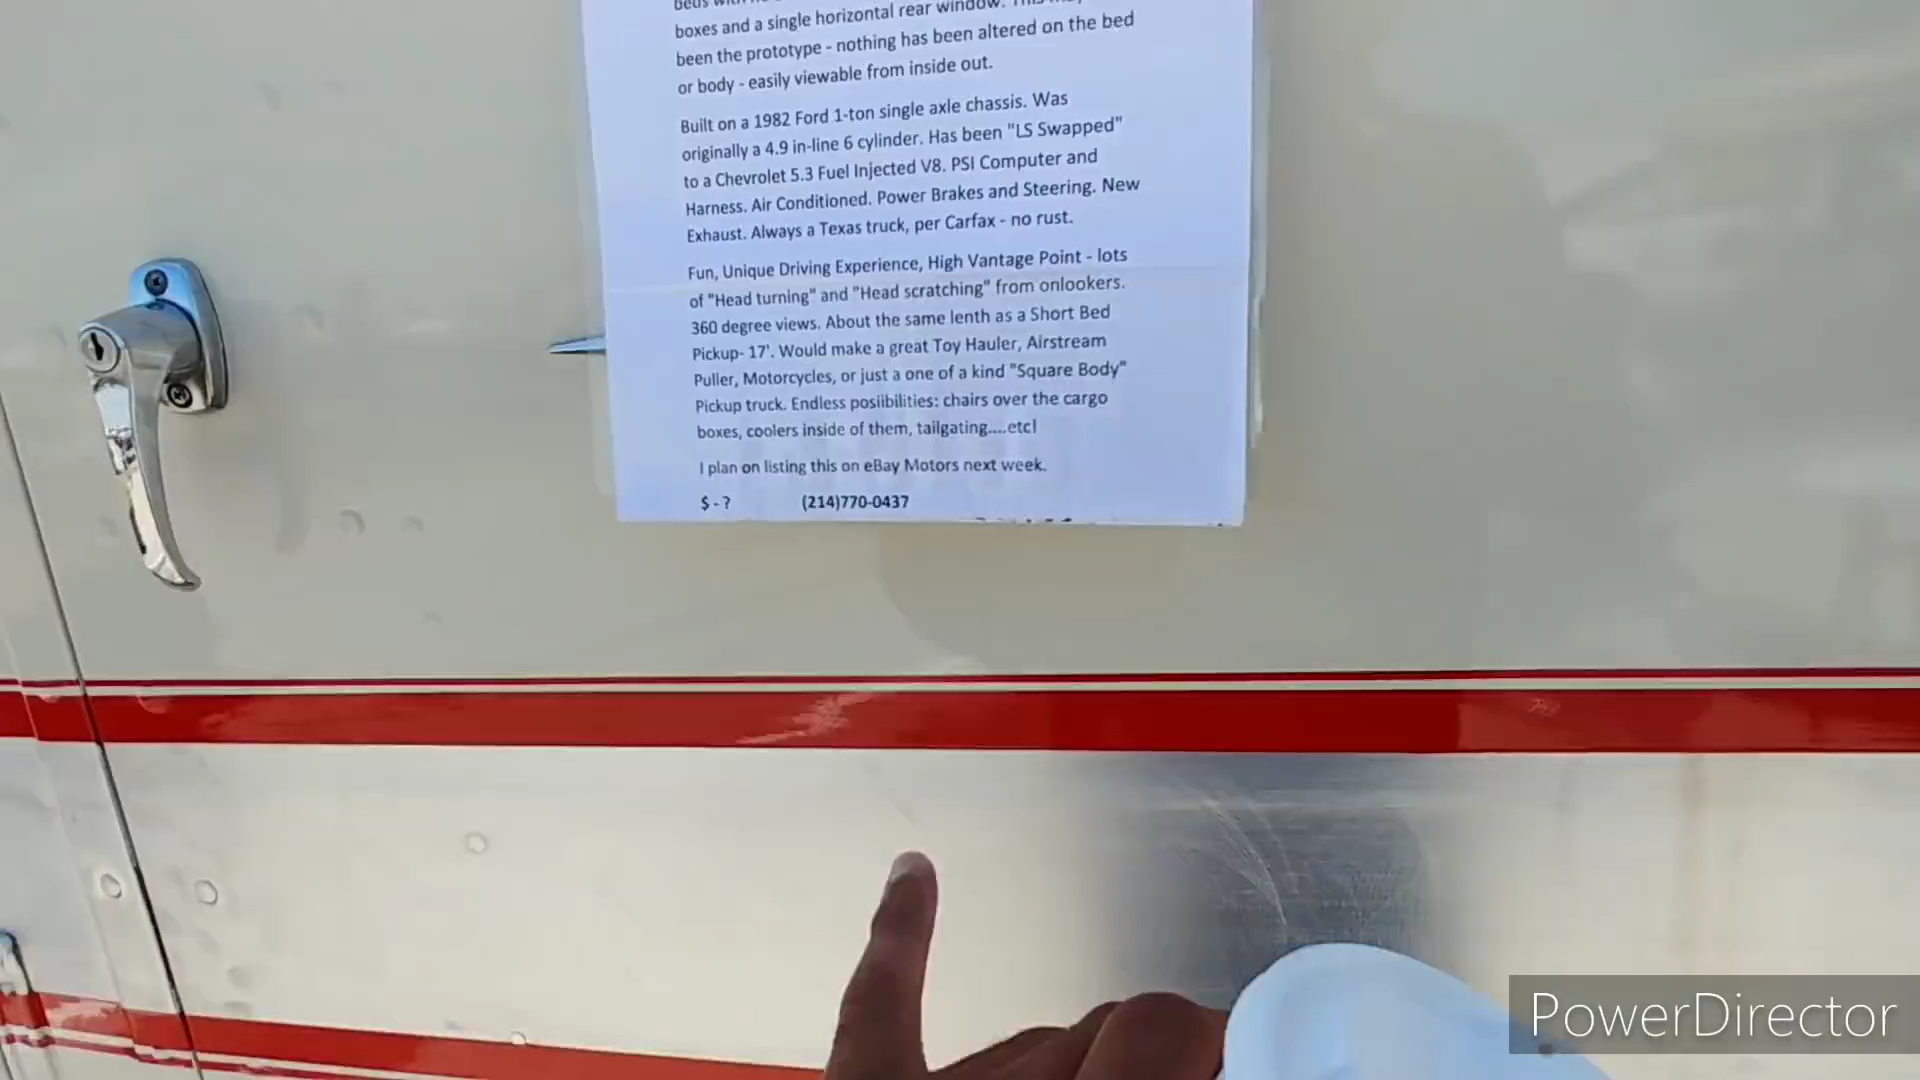 boxes and a single horizontal rear window.
been the prototype - nothing has been altered on the bed
or body - easily viewable from inside out.
Built on a 1982 Ford 1-ton single axle chassis. Was
originally a 4.9 in-line 6 cylinder. Has been "LS Swapped"
to a Chevrolet 5.3 Fuel Injected V8. PSI Computer and
Harness. Air Conditioned. Power Brakes and Steering. New
Exhaust. Always a Texas truck, per Carfax - no rust.
Fun, Unique Driving Experience, High Vantage Point - lots
of "Head turning" and "Head scratching" from onlookers.
360 degree views. About the same lenth as a Short Bed
Pickup- 17'. Would make a great Toy Hauler, Airstream
Puller, Motorcycles, or just a one of a kind "Square Body"
Pickup truck. Endless posiibilities: chairs over the cargo
boxes, coolers inside of them, tailgating....etc!
I plan on listing this on eBay Motors next week.
$ - ? (214)770-0437
PowerDirector